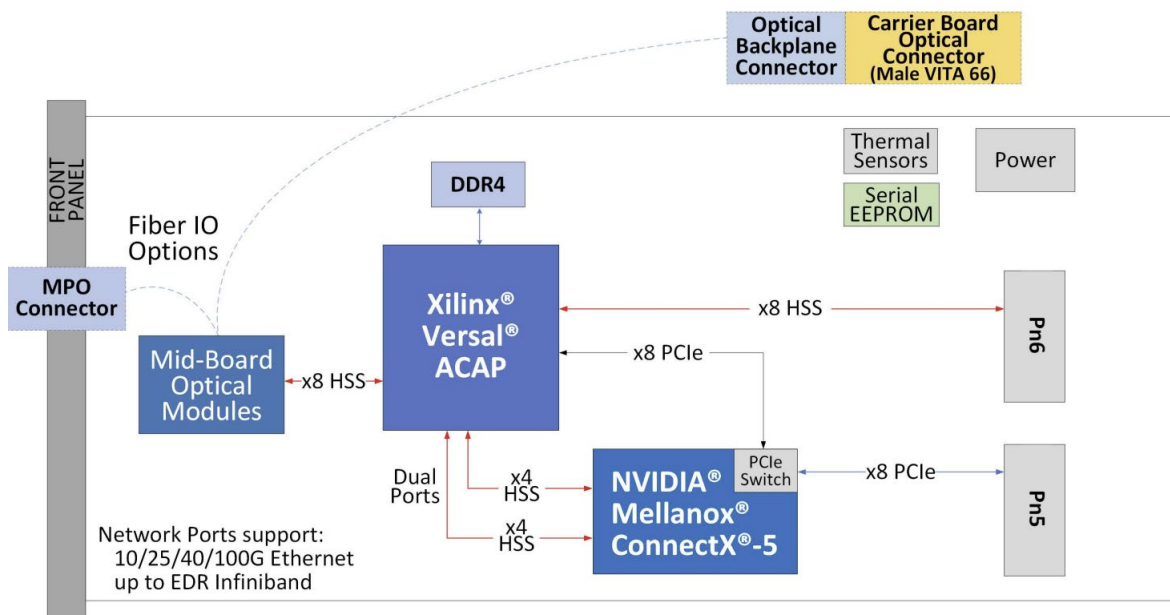 Optical
Backplane
Connector
Carrier Board
Optical
Connector
(Male VITA 66)
FRONT
PANEL
Thermal
Sensors
Power
Serial
EEPROM
DDR4
Fiber IO
Options
MPO
Connector
Xilinx®
Versal®
ACAP
x8 HSS
Pn6
x8 PCIe
Mid-Board
Optical
Modules
x8 HSS
Dual
Ports
x4
HSS
x4
HSS
NVIDIA®
Mellanox®
ConnectX®-5
PCIe
Switch
x8 PCIe
Pn5
Network Ports support:
10/25/40/100G Ethernet
up to EDR Infiniband